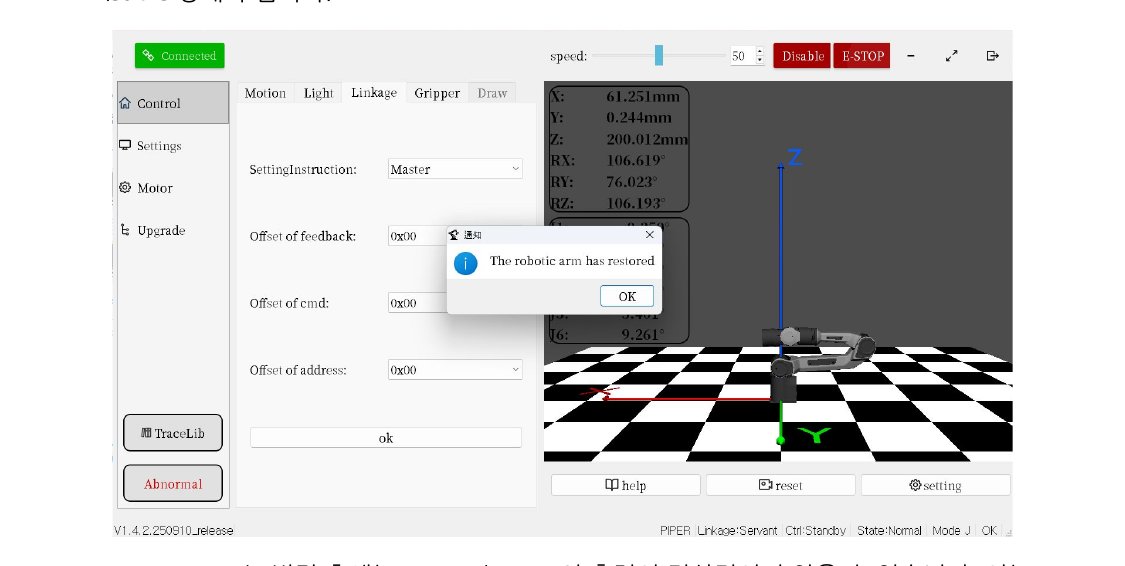 Connected
speed:
50
Disable
E-STOP
Control
Settings
Motor
Upgrade
Motion
Light
Linkage
Gripper
Draw
SettingInstruction:
Master
Offset of feedback:
0x00
Offset of cmd:
0x00
Offset of address:
0x00
ok
X: 61.251mm
Y: 0.244mm
Z: 200.012mm
RX: 106.619°
RY: 76.023°
RZ: 106.193°
通知
The robotic arm has restored
OK
J6: 9.261°
Z
X
Y
TraceLib
Abnormal
help
reset
setting
V1.4.2.250910_release
PIPER Linkage:Servant Ctrl:Standby State:Normal Mode J OK